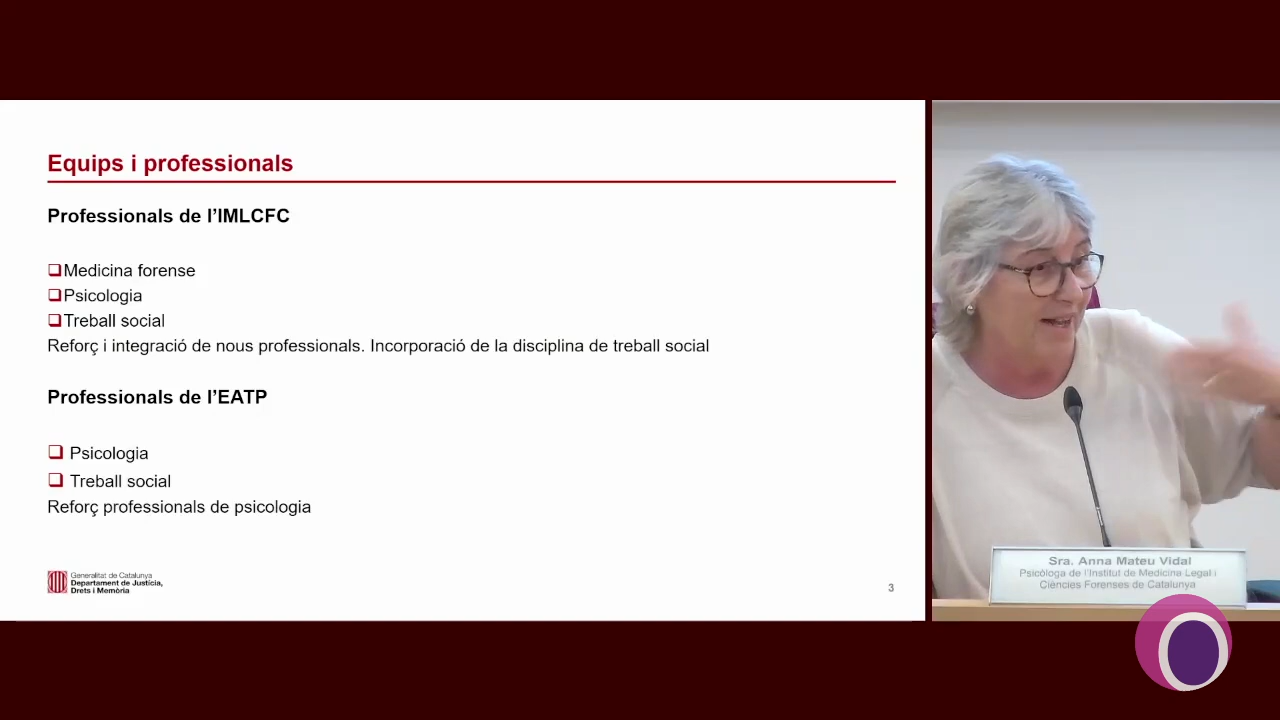 Equips i professionals
Professionals de l'IMLCFC
❑Medicina forense
❑Psicologia
❑Treball social
Reforç i integració de nous professionals. Incorporació de la disciplina de treball social
Professionals de l'EATP
❑ Psicologia
❑ Treball social
Reforç professionals de psicologia
Generalitat de Catalunya
Departament de Justícia,
Drets i Memòria
3
Sra. Anna Mateu Vidal
Psicòloga de l'Institut de Medicina Legal i
Ciències Forenses de Catalunya